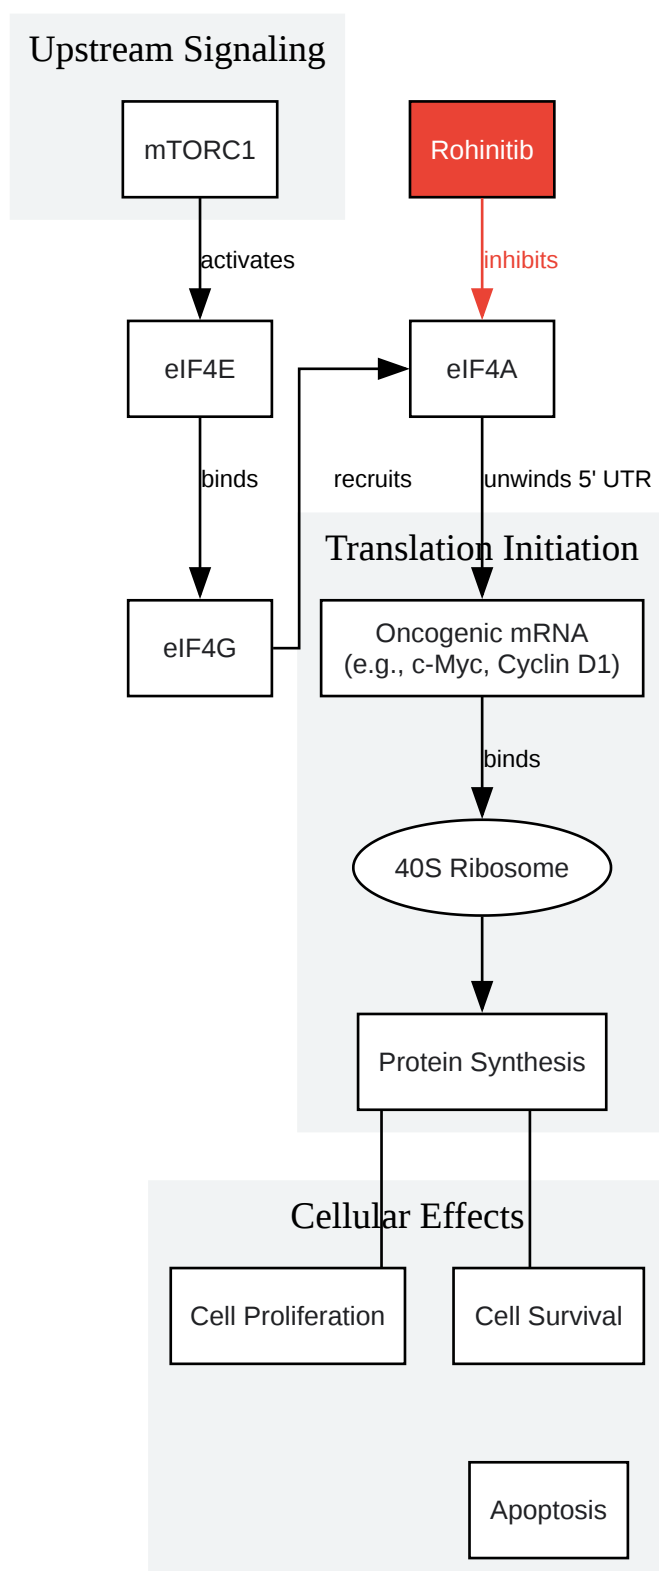 Upstream Signaling
mTORC1
Rohinitib
activates
inhibits
eIF4E
eIF4A
binds
recruits
unwinds 5' UTR
Translation Initiation
eIF4G
Oncogenic mRNA
(e.g., c-Myc, Cyclin D1)
binds
40S Ribosome
Protein Synthesis
Cellular Effects
Cell Proliferation
Cell Survival
Apoptosis